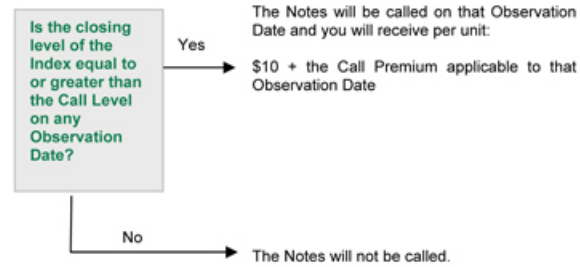 Is the closing
level of the
Index equal to
or greater than
the Call Level
on any
Observation
Date?
Yes
The Notes will be called on that Observation
Date and you will receive per unit:
$10 + the Call Premium applicable to that
Observation Date
No
The Notes will not be called.